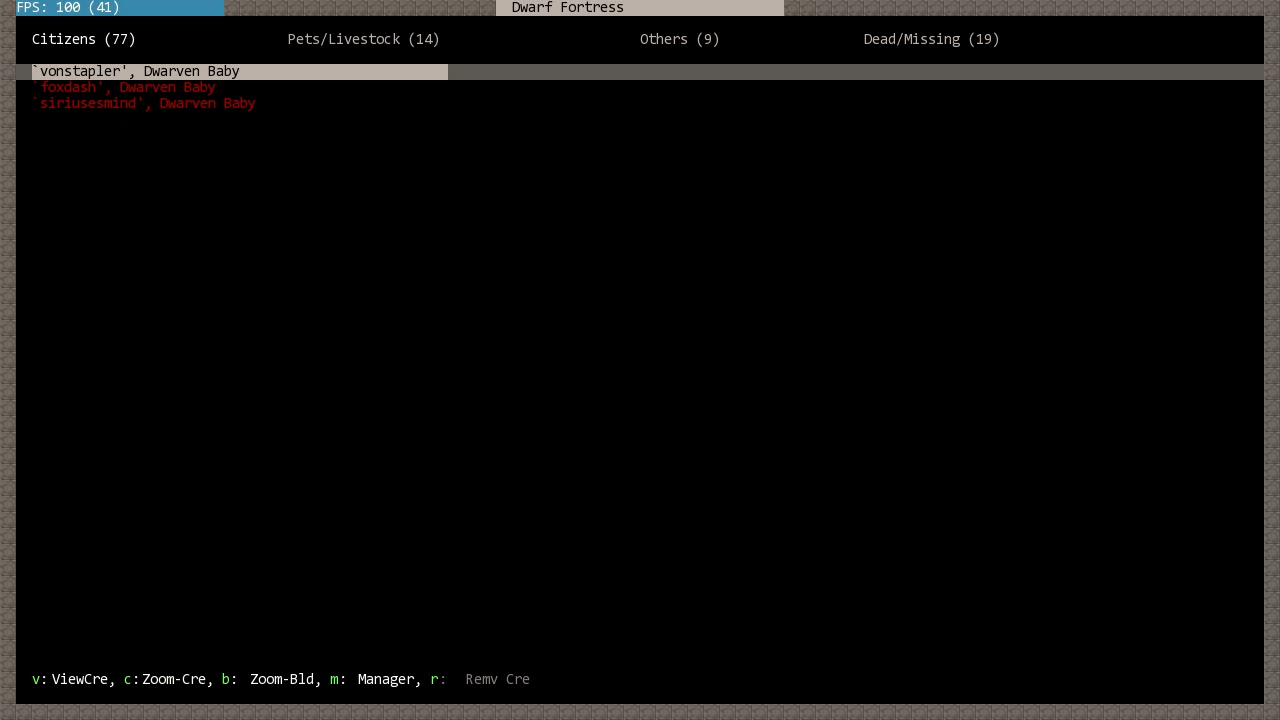 FPS: 100 (41) Dwarf Fortress
Citizens (77) Pets/Livestock (14) Others (9) Dead/Missing (19)
`vonstapler', Dwarven Baby
`foxdash', Dwarven Baby
`siriusesmind', Dwarven Baby
v: ViewCre, c: Zoom-Cre, b: Zoom-Bld, m: Manager, r: Remv Cre